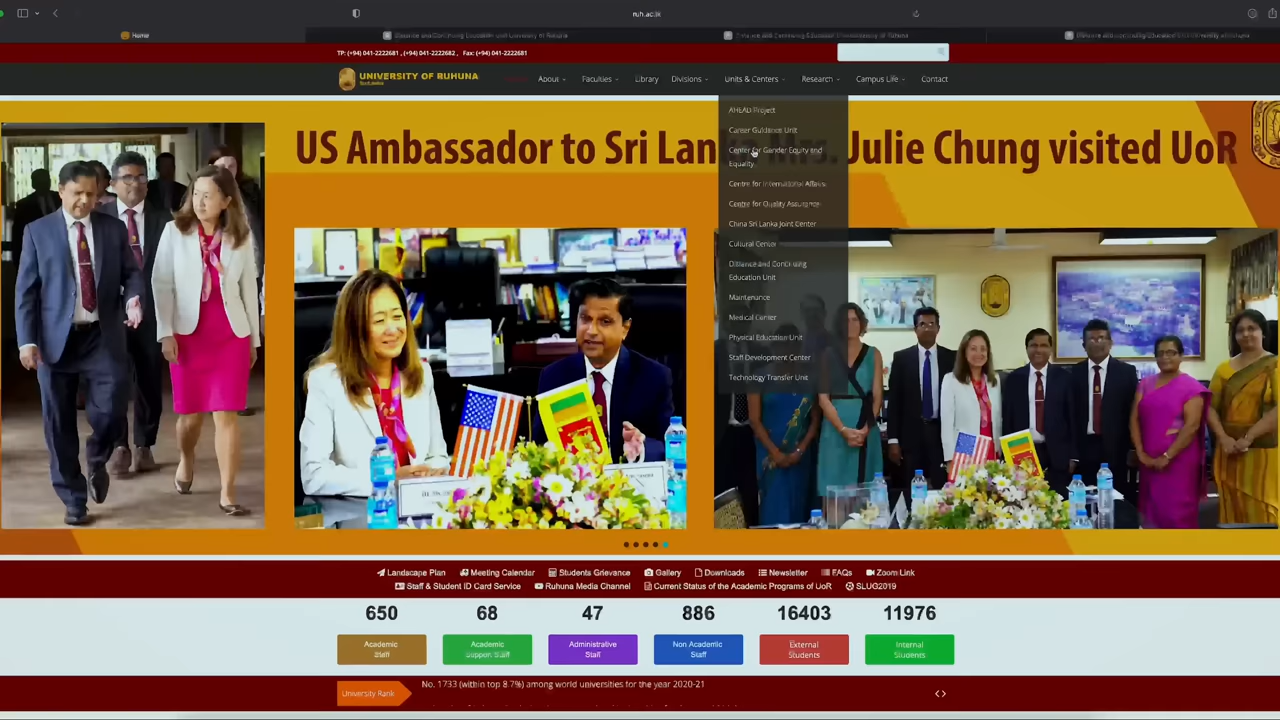 ruh.ac.lk
Home
TP: (+94) 041-2222681 , (+94) 041-2222682 , Fax: (+94) 041-2222681
UNIVERSITY OF RUHUNA
About
Faculties
Library
Divisions
Units & Centers
Research
Campus Life
Contact
AHEAD Project
Career Guidance Unit
Center for Gander Equity and
Equality
Centre for International Affairs
Centre for Quality Assurance
China Sri Lanka Joint Center
Cultural Center
Distance and Continuing
Education Unit
Maintenance
Medical Center
Physical Education Unit
Staff Development Center
Technology Transfer Unit
US Ambassador to Sri Lan Julie Chung visited UoR
Landscape Plan
Meeting Calendar
Students Grievance
Gallery
Downloads
Newsletter
FAQs
Zoom Link
Staff & Student ID Card Service
Ruhuna Media Channel
Current Status of the Academic Programs of UoR
SLUG2019
650
68
47
886
16403
11976
Academic
Staff
Academic
Support Staff
Administrative
Staff
Non Academic
Staff
External
Students
Internal
Students
University Rank
No. 1733 (within top 8.7%) among world universities for the year 2020-21